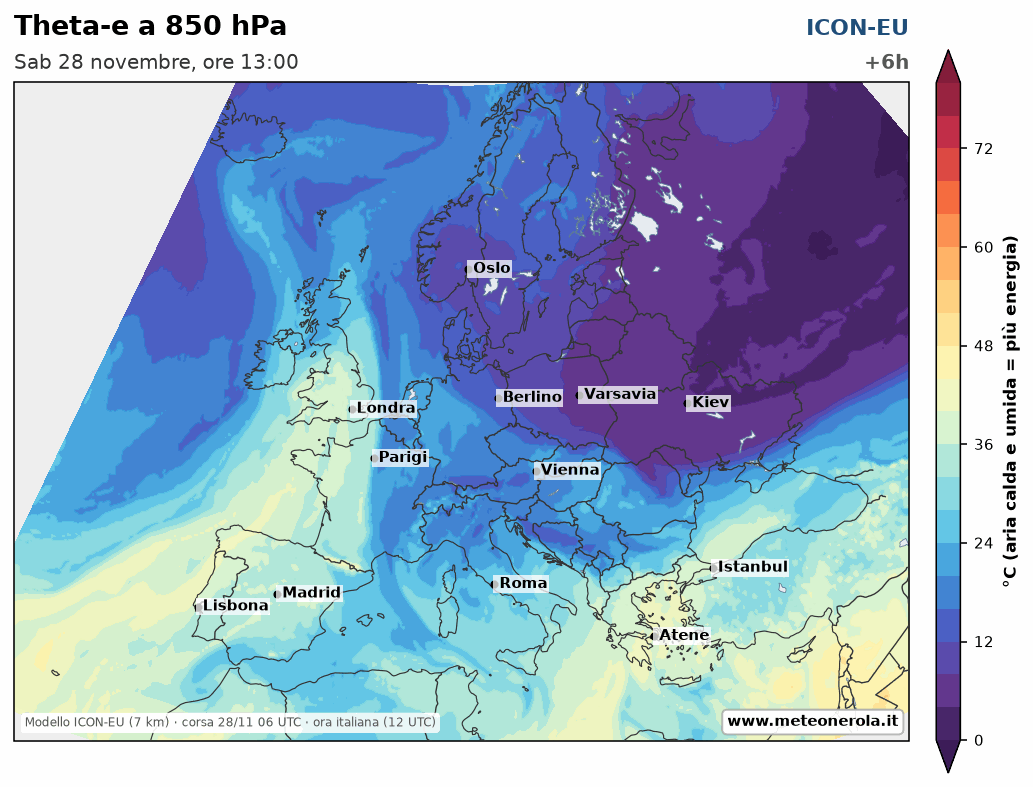 Theta-e a 850 hPa
ICON-EU
Sab 28 novembre, ore 13:00
+6h
72
60
48
36
24
12
0
°C (aria calda e umida = più energia)
Oslo
Berlino
Varsavia
Kiev
Londra
Parigi
Vienna
Istanbul
Roma
Madrid
Lisbona
Atene
Modello ICON-EU (7 km) · corsa 28/11 06 UTC · ora italiana (12 UTC)
www.meteonerola.it